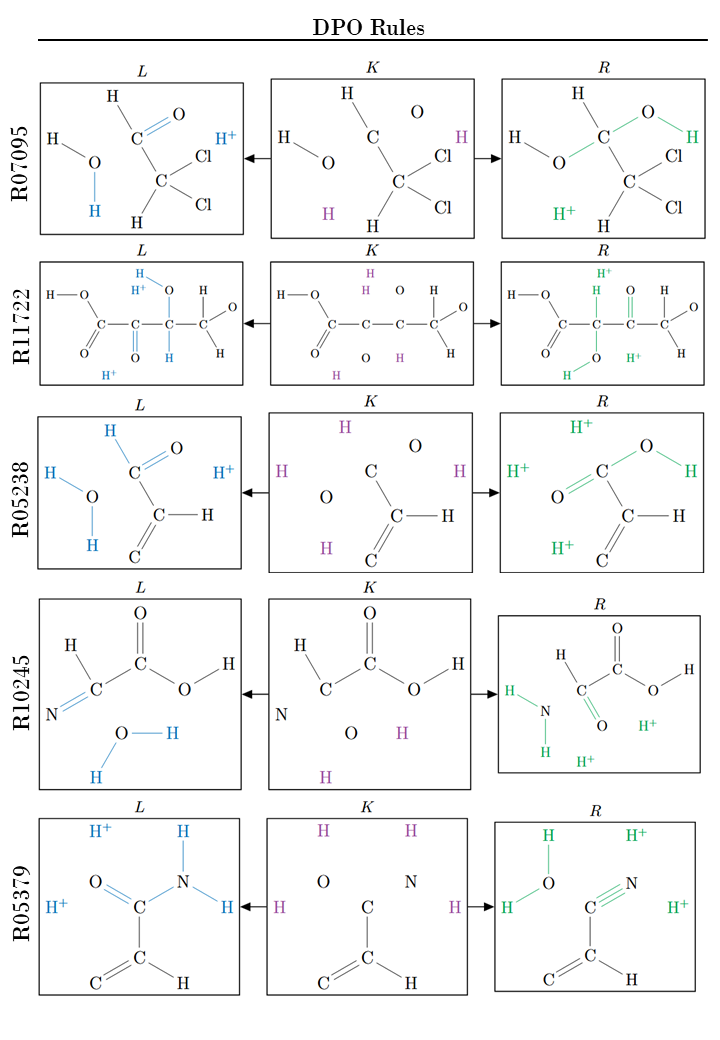 DPO Rules
L K R
R07095
H O H H+ Cl C Cl C O H
H O H O H C Cl C Cl H
H O H H C O H Cl C Cl H+ H
L K R
R11722
H O C O C O C H O H C H O H H+ H+
H O C O C O C O C H O H H H H
H O C O C H O H C O C H O H H+ H+
L K R
R05238
H O H H C O C H C H+
H H O H C O H C H C
H+ H+ O C O H C H C H+
L K R
R10245
H O C C N O H O H H
H O C C N O H O H H
H O C C O O H H N H H+ H+
L K R
R05379
H+ H O N H H+ C C C H
H H O N H H C C C H
H H+ O N H H+ C C C H